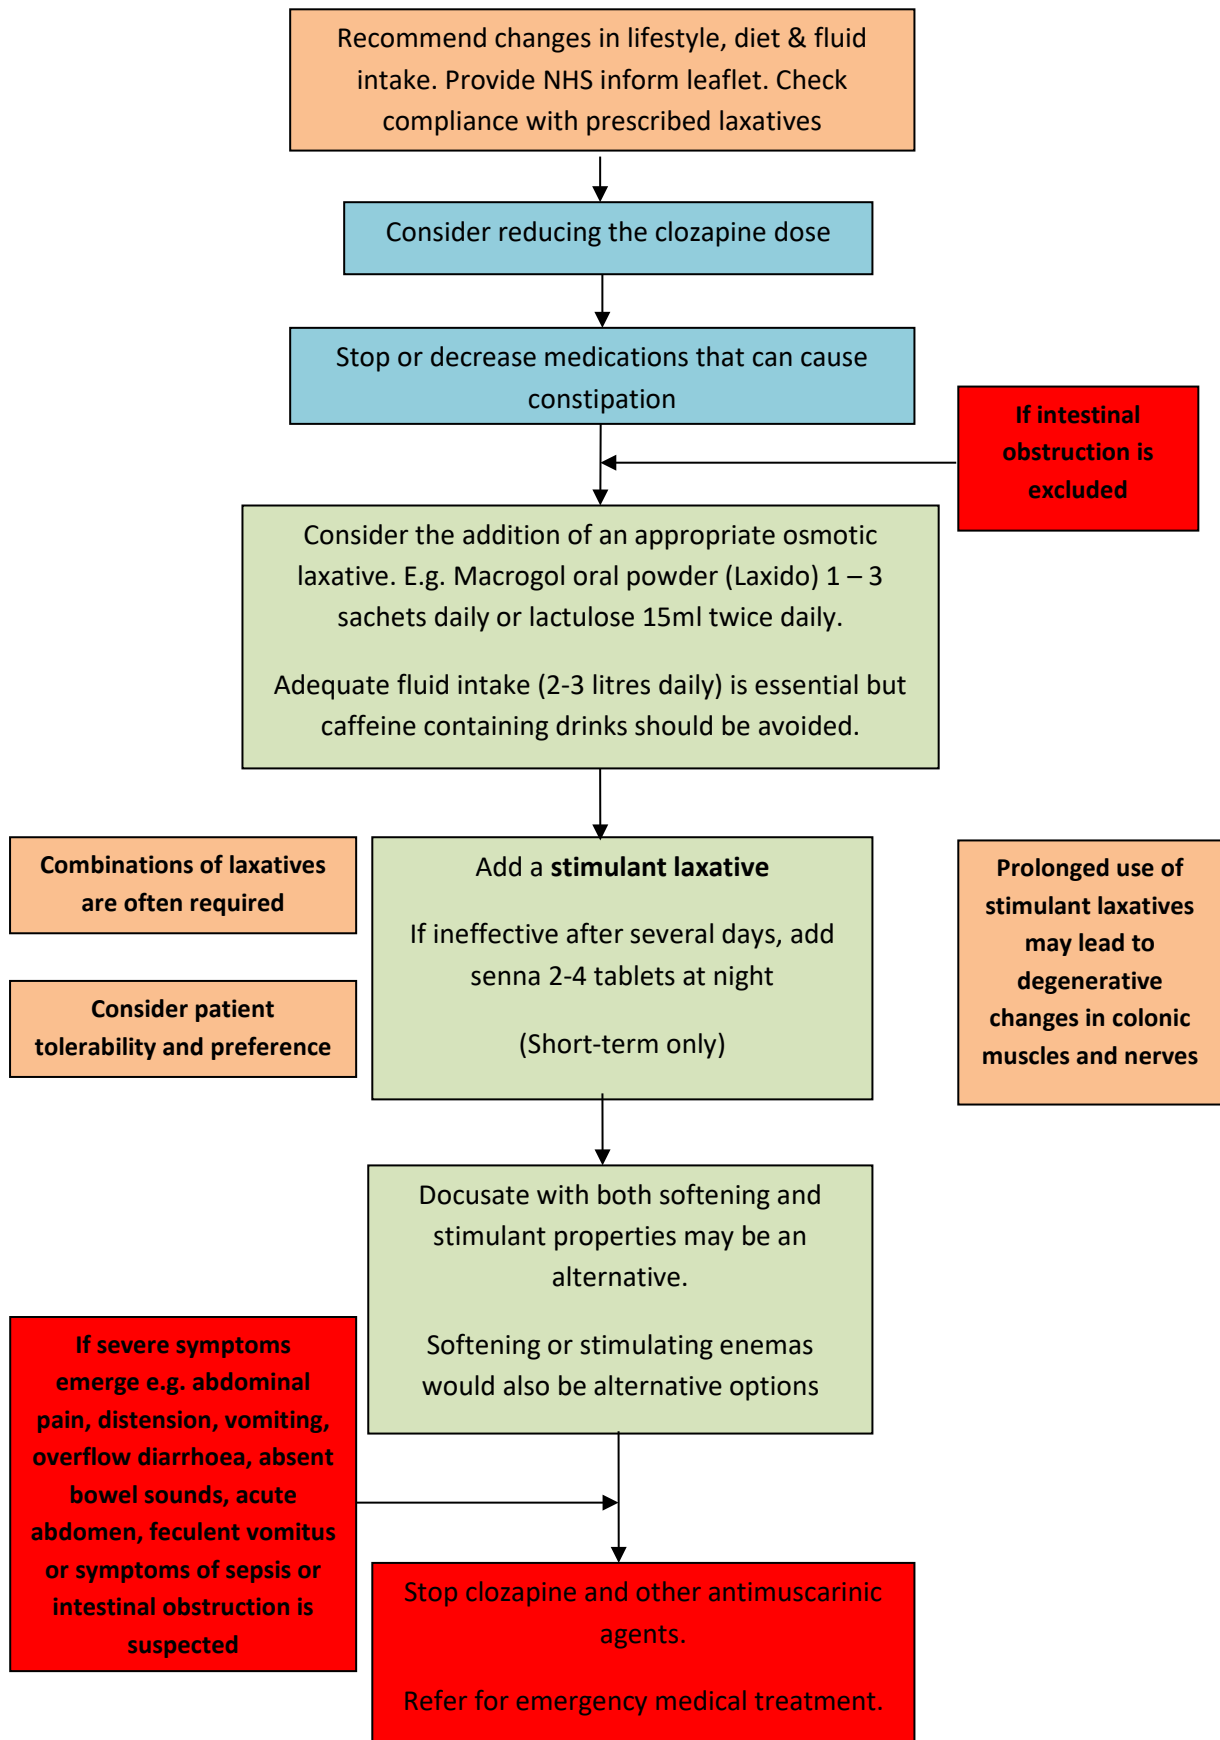 Recommend changes in lifestyle, diet & fluid
intake. Provide NHS inform leaflet. Check
compliance with prescribed laxatives
Consider reducing the clozapine dose
Stop or decrease medications that can cause
constipation
If intestinal
obstruction is
excluded
Consider the addition of an appropriate osmotic
laxative. E.g. Macrogol oral powder (Laxido) 1 – 3
sachets daily or lactulose 15ml twice daily.
Adequate fluid intake (2-3 litres daily) is essential but
caffeine containing drinks should be avoided.
Combinations of laxatives
are often required
Consider patient
tolerability and preference
Add a stimulant laxative
If ineffective after several days, add
senna 2-4 tablets at night
(Short-term only)
Prolonged use of
stimulant laxatives
may lead to
degenerative
changes in colonic
muscles and nerves
Docusate with both softening and
stimulant properties may be an
alternative.
Softening or stimulating enemas
would also be alternative options
If severe symptoms
emerge e.g. abdominal
pain, distension, vomiting,
overflow diarrhoea, absent
bowel sounds, acute
abdomen, feculent vomitus
or symptoms of sepsis or
intestinal obstruction is
suspected
Stop clozapine and other antimuscarinic
agents.
Refer for emergency medical treatment.